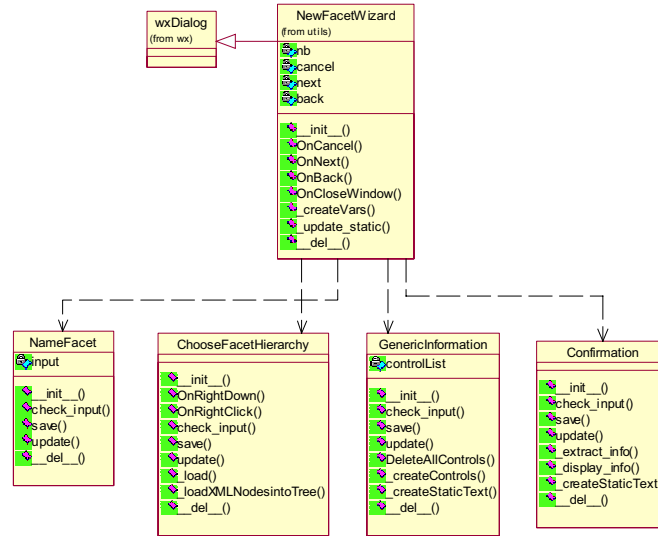 wxDialog
(from wx)
NewFacetWizard
(from utils)
nb
cancel
next
back
__init__()
OnCancel()
OnNext()
OnBack()
OnCloseWindow()
_createVars()
_update_static()
__del__()
NameFacet
input
__init__()
check_input()
save()
update()
__del__()
ChooseFacetHierarchy
__init__()
OnRightDown()
OnRightClick()
check_input()
save()
update()
_load()
_loadXMLNodesintoTree()
__del__()
GenericInformation
controlList
__init__()
check_input()
save()
update()
DeleteAllControls()
_createControls()
_createStaticText()
__del__()
Confirmation
__init__()
check_input()
save()
update()
_extract_info()
_display_info()
_createStaticText
__del__()